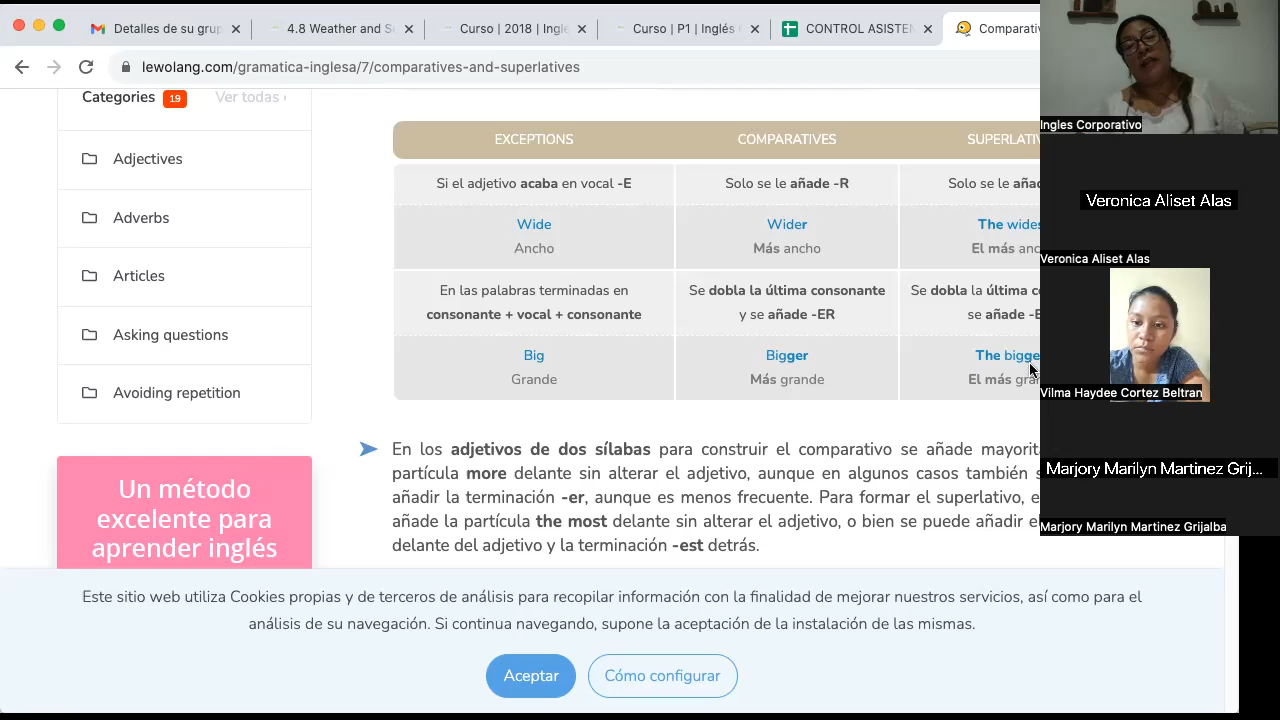 Detalles de su grup
4.8 Weather and Se
Curso | 2018 | Ingle
Curso | P1 | Inglés
CONTROL ASISTEN
Comparativ
lewolang.com/gramatica-inglesa/7/comparatives-and-superlatives
Categories 19 Ver todas ›
Adjectives
Adverbs
Articles
Asking questions
Avoiding repetition
Un método
excelente para
aprender inglés
EXCEPTIONS COMPARATIVES SUPERLATIV
Si el adjetivo acaba en vocal -E Solo se le añade -R Solo se le añad
Wide Wider The wides
Ancho Más ancho El más anc
En las palabras terminadas en Se dobla la última consonante Se dobla la última co
consonante + vocal + consonante y se añade -ER se añade -E
Big Bigger The bigge
Grande Más grande El más gra
En los adjetivos de dos sílabas para construir el comparativo se añade mayorita
partícula more delante sin alterar el adjetivo, aunque en algunos casos también s
añadir la terminación -er, aunque es menos frecuente. Para formar el superlativo, e
añade la partícula the most delante sin alterar el adjetivo, o bien se puede añadir e
delante del adjetivo y la terminación -est detrás.
Este sitio web utiliza Cookies propias y de terceros de análisis para recopilar información con la finalidad de mejorar nuestros servicios, así como para el
análisis de su navegación. Si continua navegando, supone la aceptación de la instalación de las mismas.
Aceptar Cómo configurar
Ingles Corporativo
Veronica Aliset Alas
Veronica Aliset Alas
Vilma Haydee Cortez Beltran
Marjory Marilyn Martinez Grij...
Marjory Marilyn Martinez Grijalba